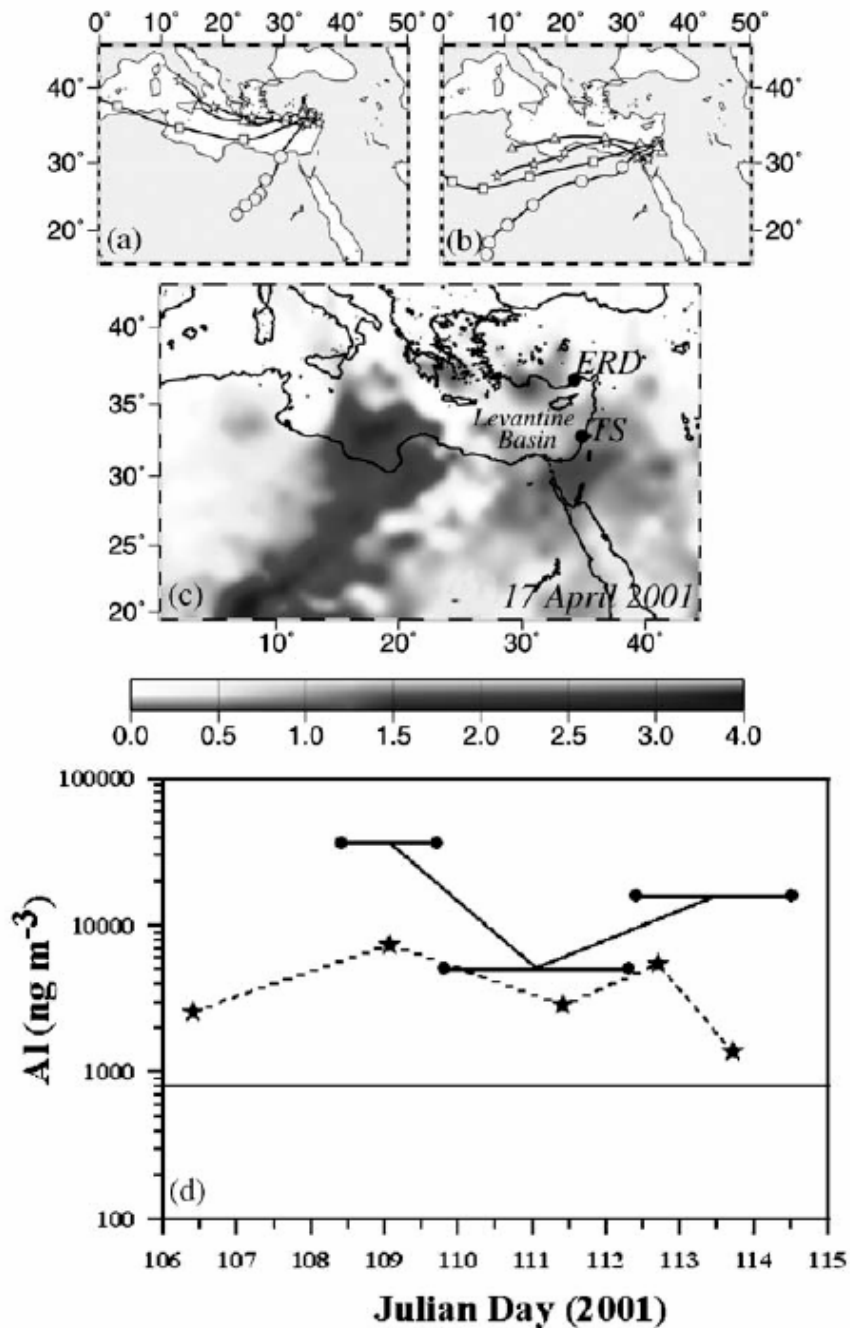 0˚ 10˚ 20˚ 30˚ 40˚ 50˚ 0˚ 10˚ 20˚ 30˚ 40˚ 50˚
40˚ 40˚
30˚ 30˚
20˚ (a) (b) 20˚
40˚
ERD
35˚
Levantine
Basin
TS
30˚
25˚
(c) 17 April 2001
20˚
10˚ 20˚ 30˚ 40˚
0.0 0.5 1.0 1.5 2.0 2.5 3.0 4.0
100000
10000
Al (ng m-3)
1000
(d)
100
106 107 108 109 110 111 112 113 114 115
Julian Day (2001)